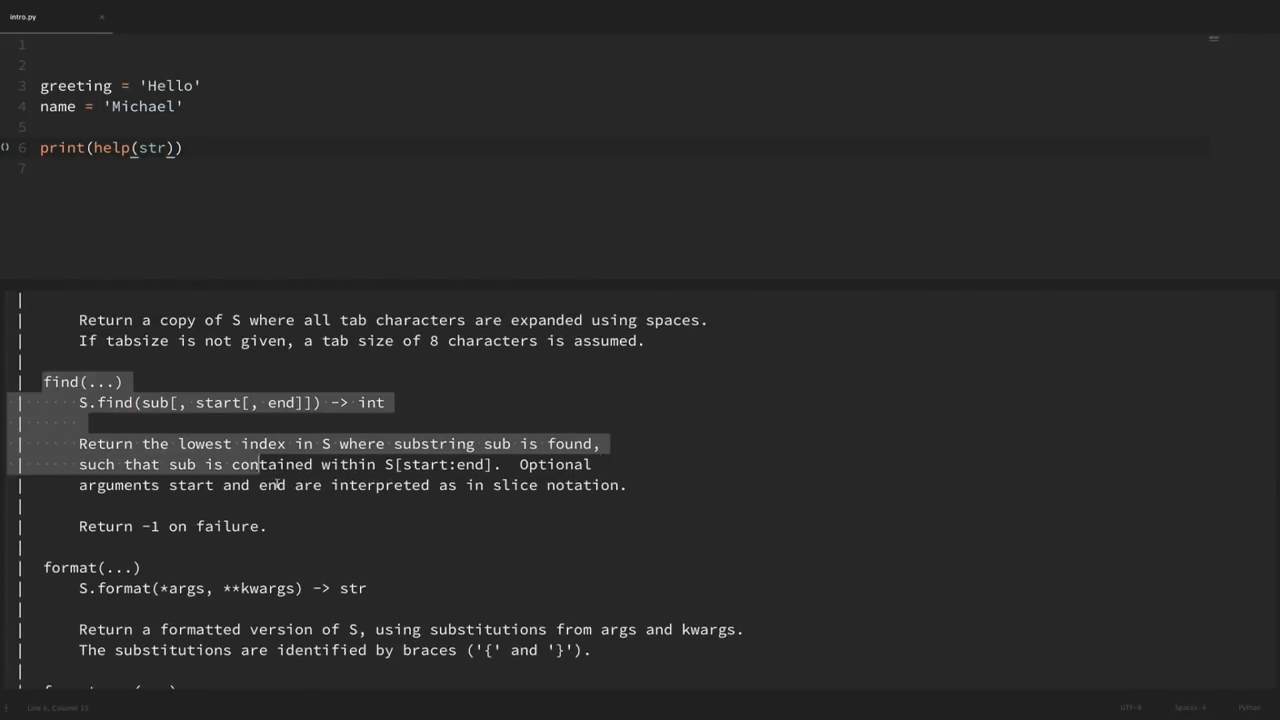 intro.py ×
1
2
3 greeting = 'Hello'
4 name = 'Michael'
5
() 6 print(help(str))
7
|
| Return a copy of S where all tab characters are expanded using spaces.
| If tabsize is not given, a tab size of 8 characters is assumed.
|
| find(...)
| S.find(sub[, start[, end]]) -> int
|
| Return the lowest index in S where substring sub is found,
| such that sub is contained within S[start:end].  Optional
| arguments start and end are interpreted as in slice notation.
|
| Return -1 on failure.
|
| format(...)
| S.format(*args, **kwargs) -> str
|
| Return a formatted version of S, using substitutions from args and kwargs.
| The substitutions are identified by braces ('{' and '}').
|
UTF-8 Spaces: 4 Python